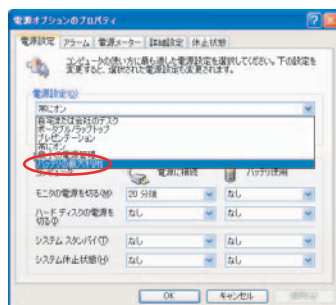 電源オプションのプロパティ
電源設定 アラーム 電源メーター 詳細設定 休止状態
コンピュータの使い方に最も適した電源設定を選択してください。下の設定を
変更すると、選択された電源設定も変更されます。
電源設定(U)
常にオン
自宅または会社のデスク
ポータブル/ラップトップ
プレゼンテーション
常にオン
バッテリの最大利用
電源に接続 バッテリ使用
モニタの電源を切る(M) 20 分後 なし
ハード ディスクの電源を
切る(I) なし なし
システム スタンバイ(T) なし なし
システム休止状態(H) なし なし
OK キャンセル 適用(A)